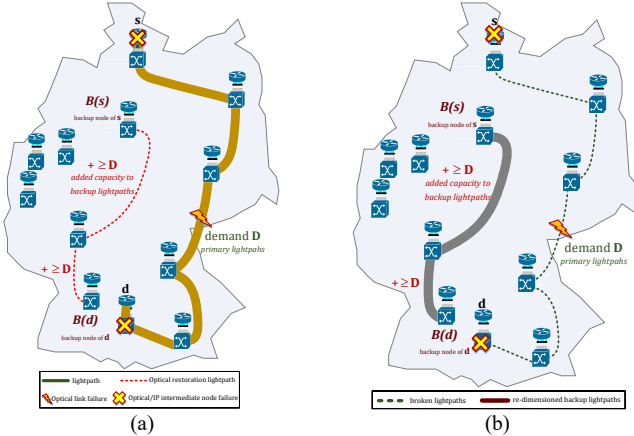 s
B(s)
backup node of s
+ ≥ D
added capacity to
backup lightpaths
demand D
primary lightpahs
+ ≥ D
B(d)
backup node of d
d
lightpath
Optical restoration lightpath
Optical link failure
Optical/IP intermediate node failure
(a)
s
B(s)
backup node of s
+ ≥ D
added capacity to
backup lightpaths
demand D
primary lightpahs
+ ≥ D
B(d)
backup node of d
d
broken lightpaths
re-dimensioned backup lightpaths
(b)